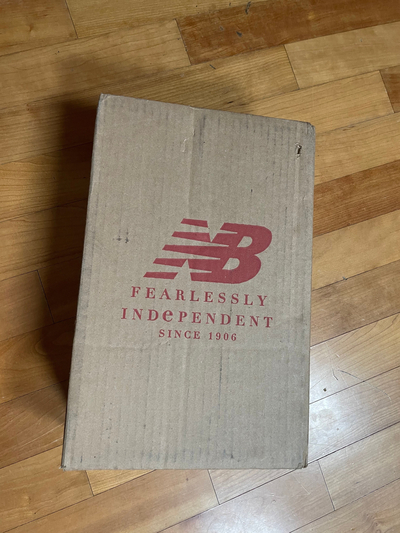 NB
FEARLESSLY
INDePENDENT
SINCE 1906